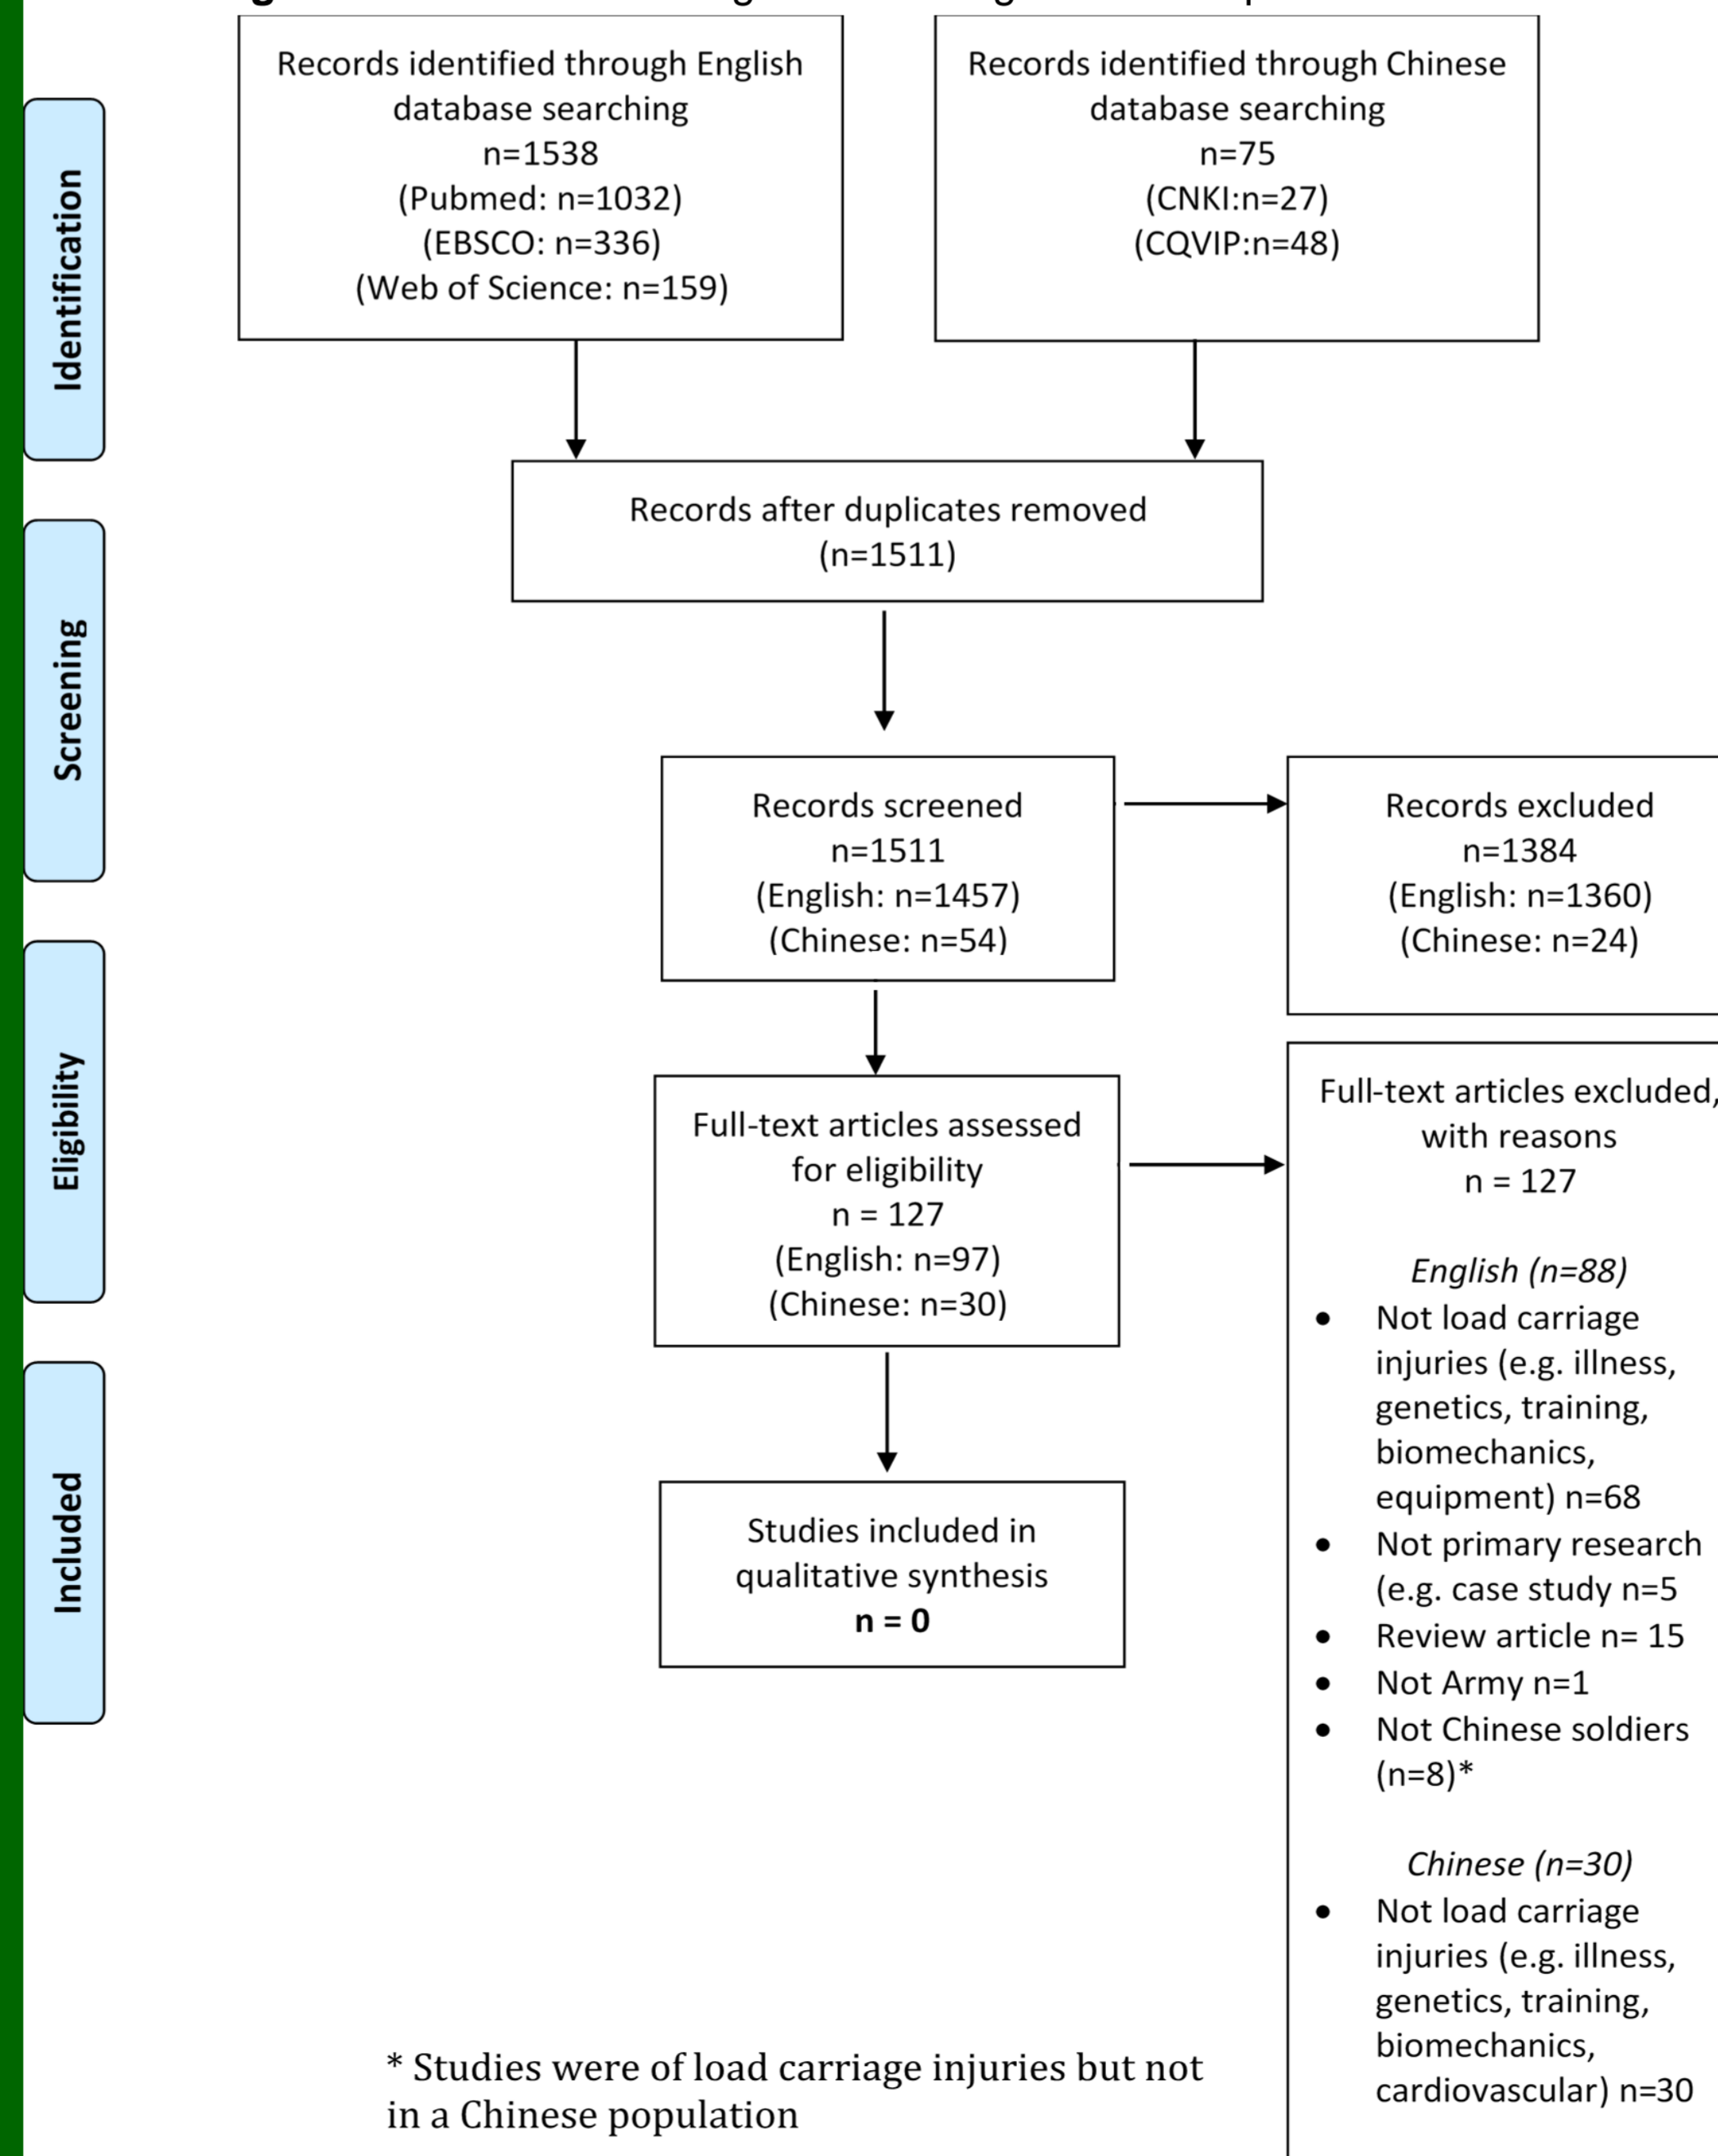 Identification
Records identified through English
database searching
n=1538
(Pubmed: n=1032)
(EBSCO: n=336)
(Web of Science: n=159)
Records identified through Chinese
database searching
n=75
(CNKI:n=27)
(CQVIP:n=48)
Records after duplicates removed
(n=1511)
Screening
Records screened
n=1511
(English: n=1457)
(Chinese: n=54)
Records excluded
n=1384
(English: n=1360)
(Chinese: n=24)
Eligibility
Full-text articles assessed
for eligibility
n = 127
(English: n=97)
(Chinese: n=30)
Full-text articles excluded,
with reasons
n = 127
English (n=88)
• Not load carriage
injuries (e.g. illness,
genetics, training,
biomechanics,
equipment) n=68
• Not primary research
(e.g. case study n=5
• Review article n= 15
• Not Army n=1
• Not Chinese soldiers
(n=8)*
Chinese (n=30)
• Not load carriage
injuries (e.g. illness,
genetics, training,
biomechanics,
cardiovascular) n=30
Included
Studies included in
qualitative synthesis
n = 0
* Studies were of load carriage injuries but not
in a Chinese population